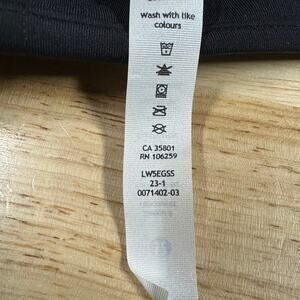 Wash with like
colours
CA 35801
RN 106259
LW5EGSS
23-1
0071402-03